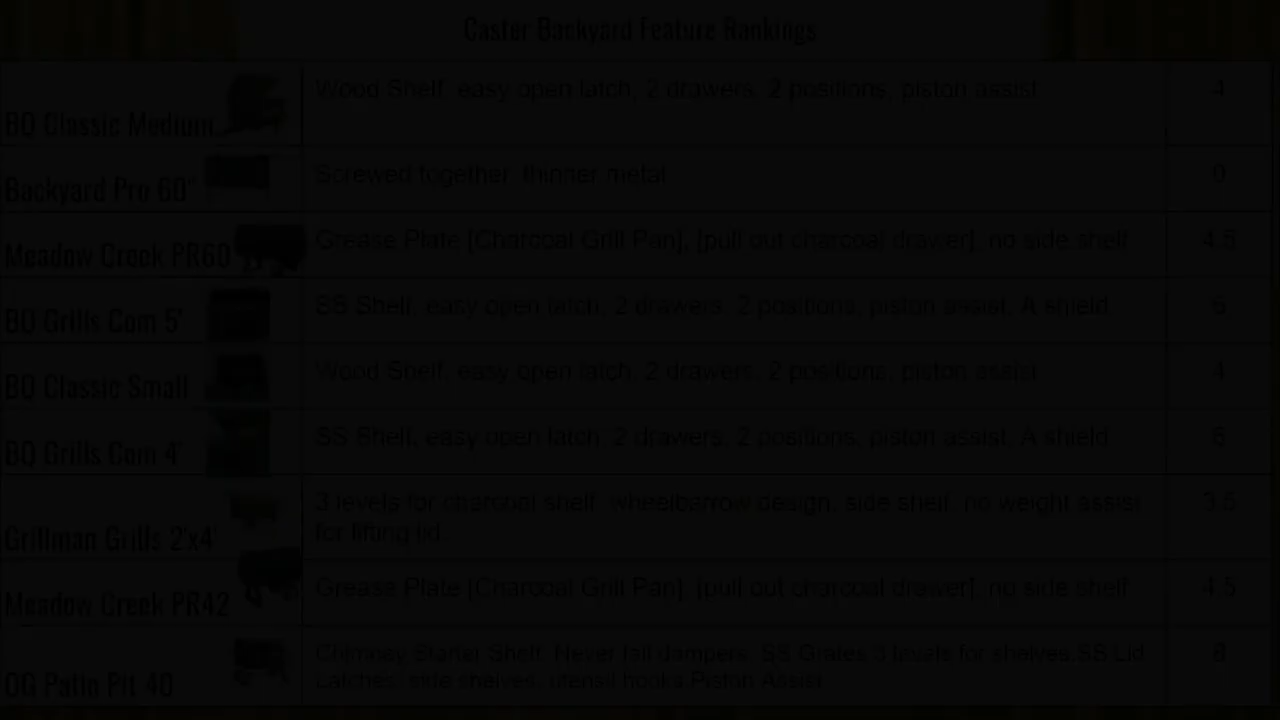 Caster Backyard Feature Rankings
BQ Classic Medium Wood Shelf, easy open latch, 2 drawers, 2 positions, piston assist 4
Backyard Pro 60" Screwed together, thinner metal 0
Meadow Creek PR60 Grease Plate [Charcoal Grill Pan], [pull out charcoal drawer], no side shelf 4.5
BQ Grills Com 5' SS Shelf, easy open latch, 2 drawers, 2 positions, piston assist, A shield 6
BQ Classic Small Wood Shelf, easy open latch, 2 drawers, 2 positions, piston assist 4
BQ Grills Com 4' SS Shelf, easy open latch, 2 drawers, 2 positions, piston assist, A shield 6
Grillman Grills 2'x4' 3 levels for charcoal shelf, wheelbarrow design, side shelf, no weight assist 3.5
for lifting lid
Meadow Creek PR42 Grease Plate [Charcoal Grill Pan], [pull out charcoal drawer], no side shelf 4.5
OG Patio Pit 40 Chimney Starter Shelf, Never fail dampers, SS Grates 3 levels for shelves,SS Lid 8
Latches, side shelves, utensil hooks,Piston Assist